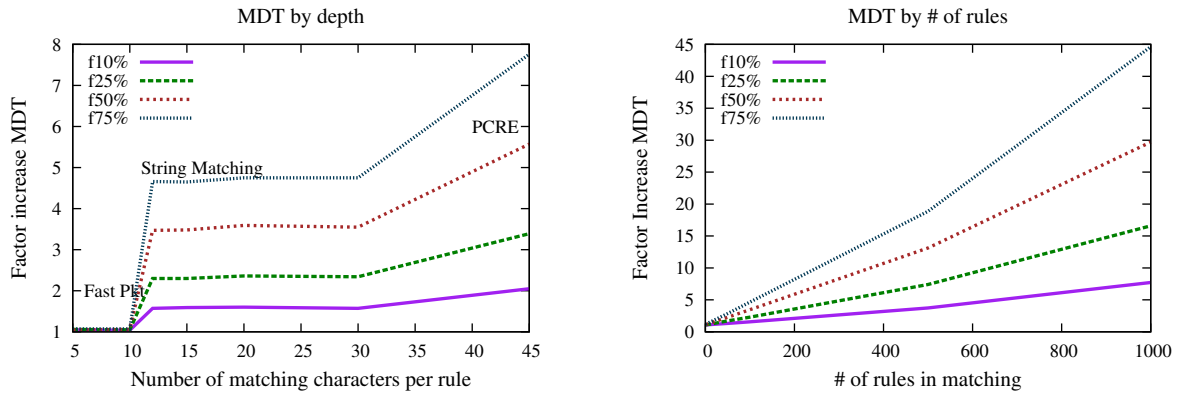 MDT by depth
8
7
6
5
4
3
2
1
f10%
f25%
f50%
f75%
PCRE
String Matching
Fast Pkt
5 10 15 20 25 30 35 40 45
Factor increase MDT
Number of matching characters per rule
MDT by # of rules
45
40
35
30
25
20
15
10
5
0
f10%
f25%
f50%
f75%
0 200 400 600 800 1000
Factor Increase MDT
# of rules in matching